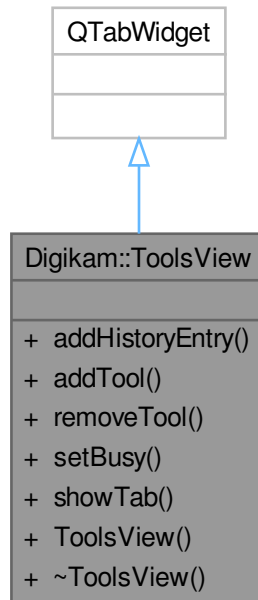 QTabWidget
Digikam::ToolsView
+ addHistoryEntry()
+ addTool()
+ removeTool()
+ setBusy()
+ showTab()
+ ToolsView()
+ ~ToolsView()